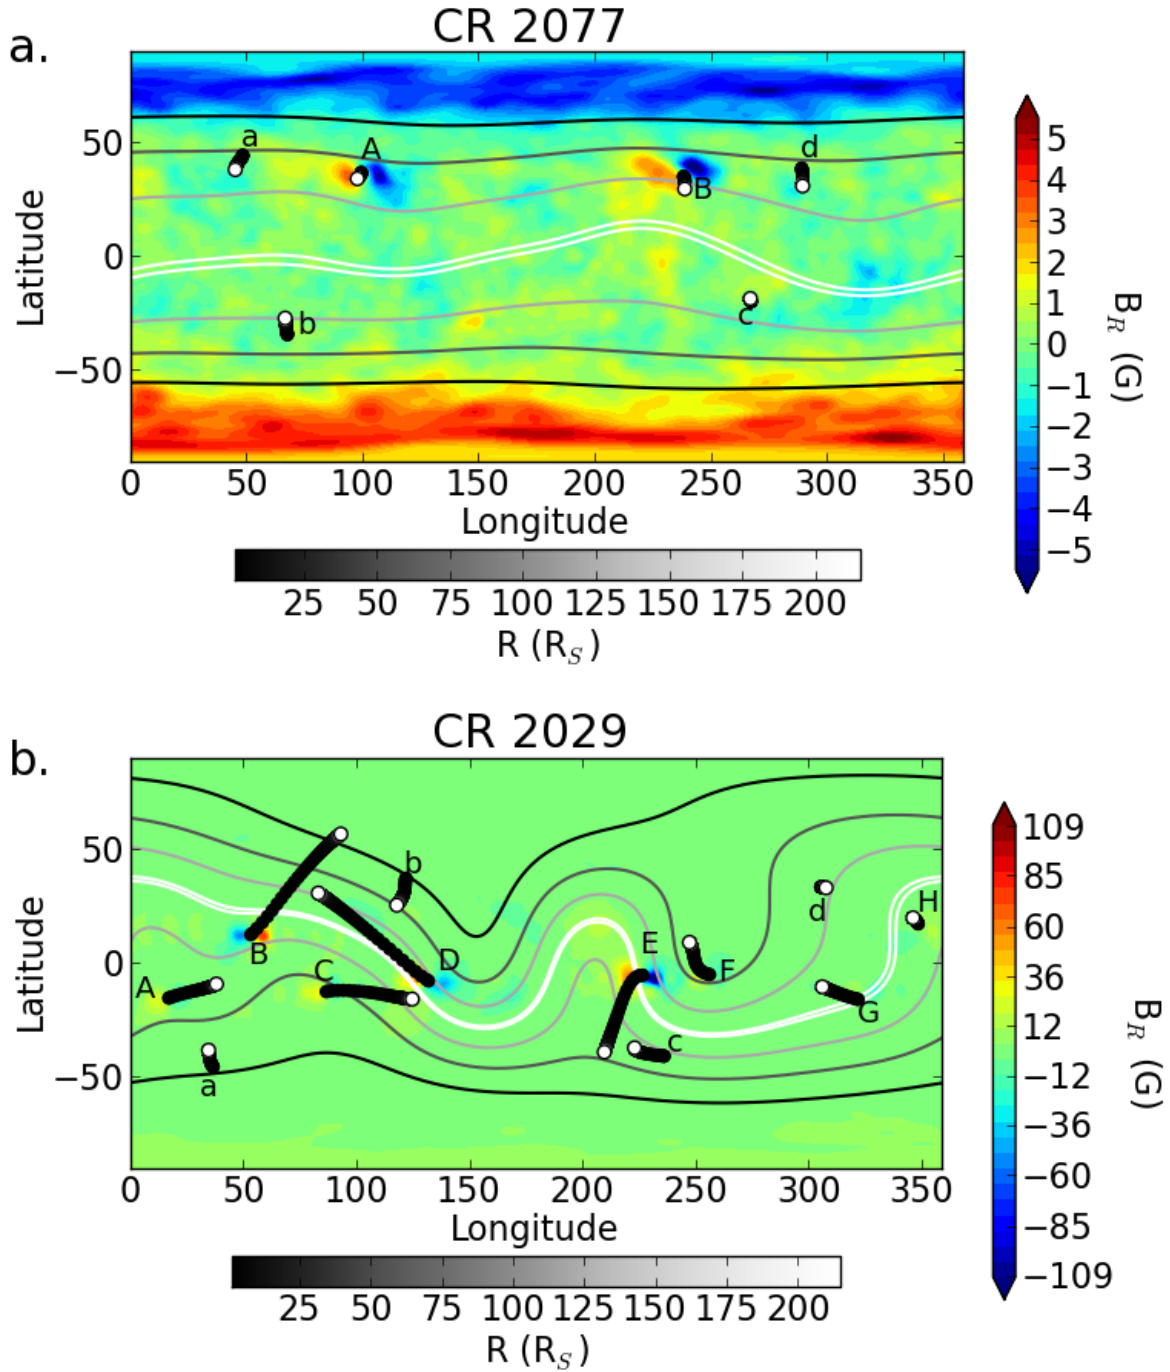 a.
CR 2077
Latitude
50
0
−50
a
A
B
d
b
c
0 50 100 150 200 250 300 350
Longitude
25 50 75 100 125 150 175 200
R (R_S)
5
4
3
2
1
0
−1
−2
−3
−4
−5
B_R (G)
b.
CR 2029
Latitude
50
0
−50
b
d
H
B
D
E
F
A
C
G
c
a
0 50 100 150 200 250 300 350
Longitude
25 50 75 100 125 150 175 200
R (R_S)
109
85
60
36
12
−12
−36
−60
−85
−109
B_R (G)